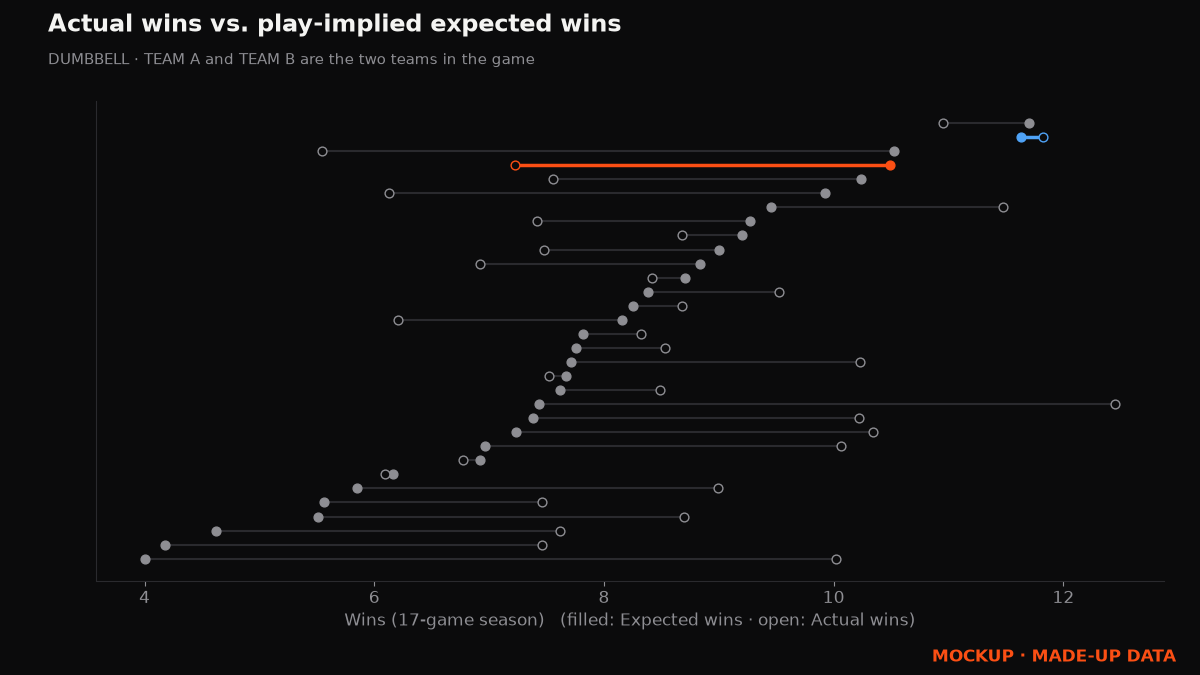 Actual wins vs. play-implied expected wins
DUMBBELL · TEAM A and TEAM B are the two teams in the game
4 6 8 10 12
Wins (17-game season) (filled: Expected wins · open: Actual wins)
MOCKUP · MADE-UP DATA